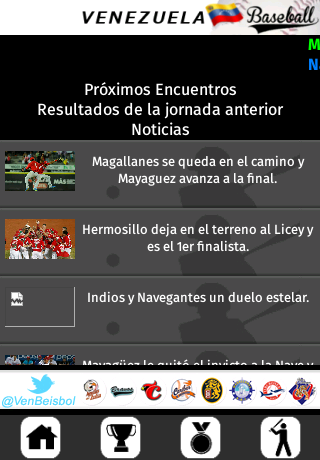 VENEZUELA Baseball
M
N
Próximos Encuentros
Resultados de la jornada anterior
Noticias
Magallanes se queda en el camino y
Mayaguez avanza a la final.
Hermosillo deja en el terreno al Licey y
es el 1er finalista.
Indios y Navegantes un duelo estelar.
Mayagüez le quitó el invicto a la Nave y
@VenBeisbol
Bravos